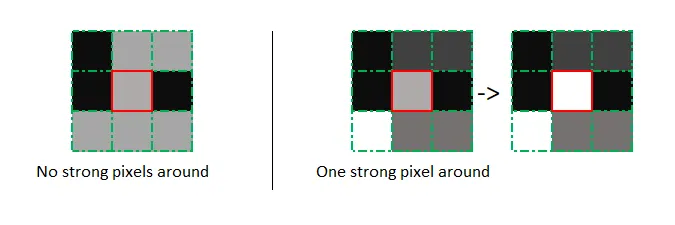 ->
No strong pixels around
One strong pixel around